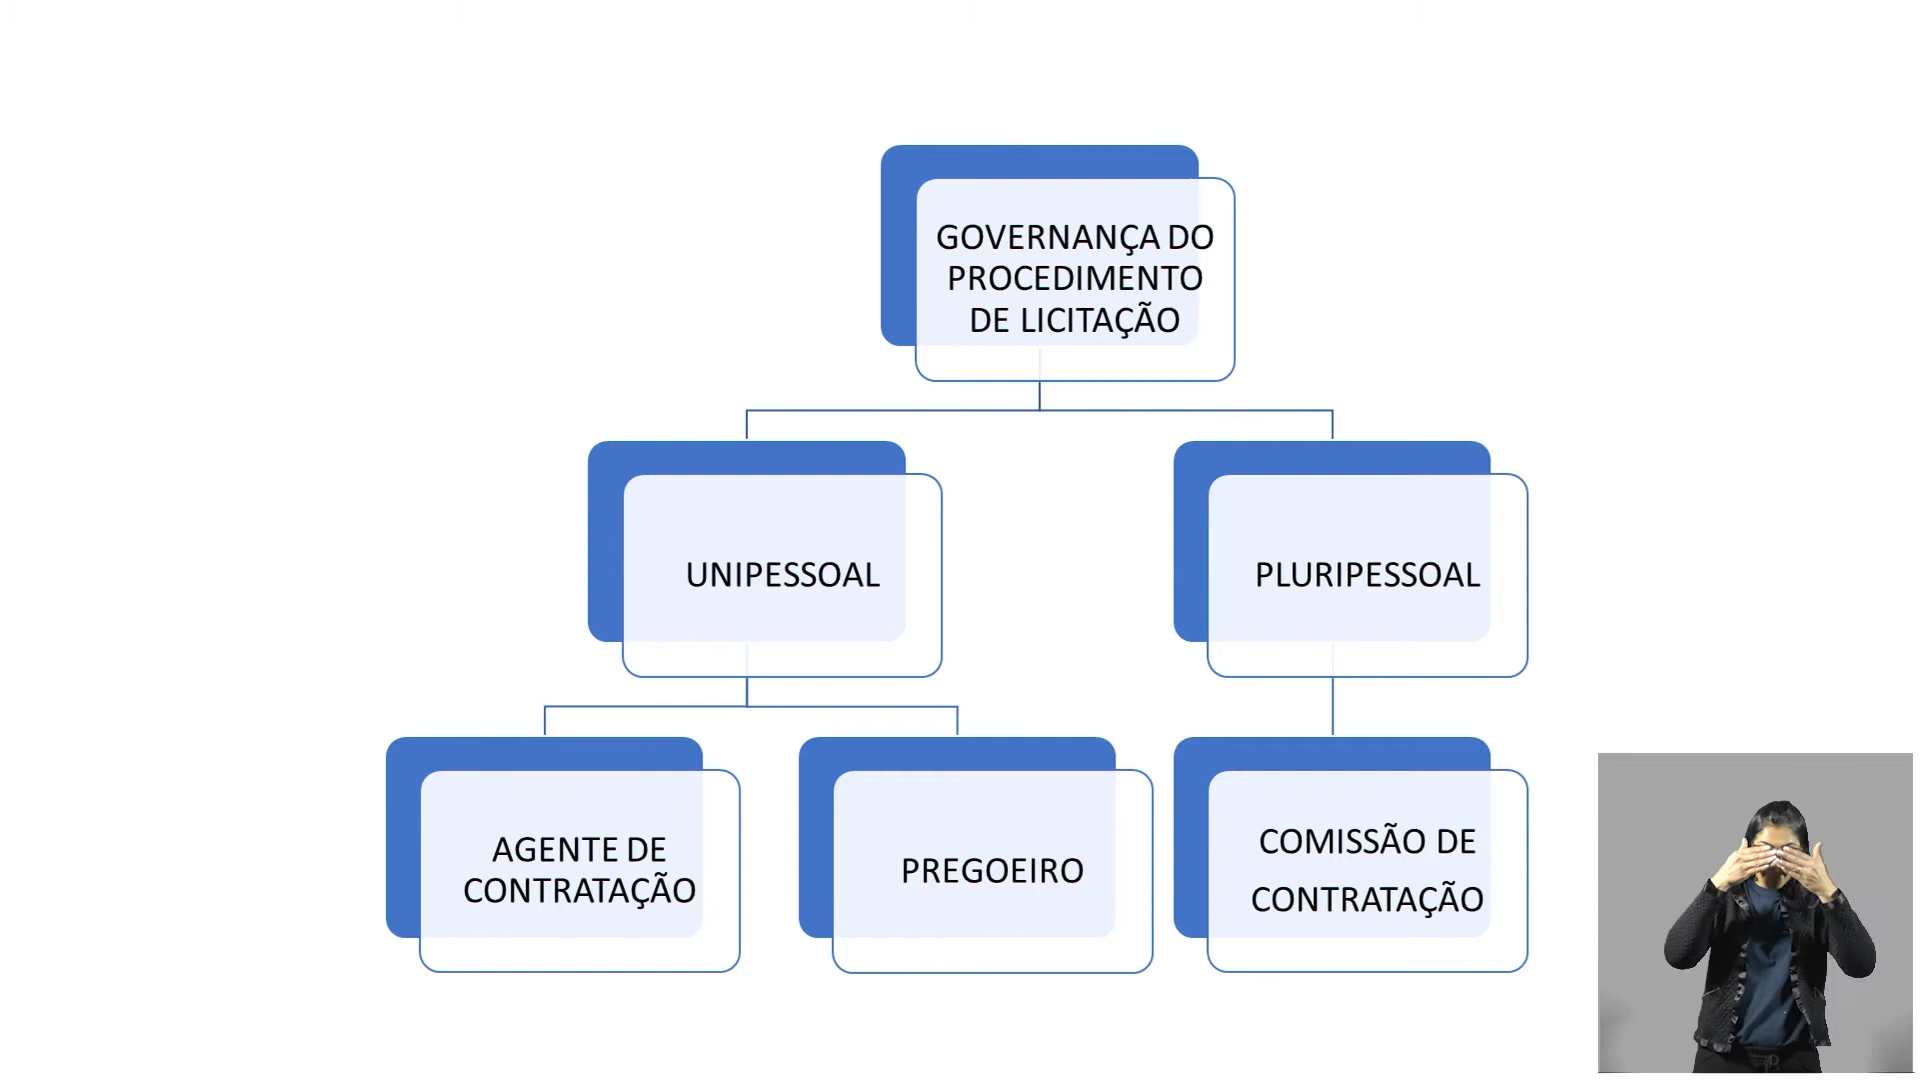 GOVERNANÇA DO
PROCEDIMENTO
DE LICITAÇÃO
UNIPESSOAL
PLURIPESSOAL
AGENTE DE
CONTRATAÇÃO
PREGOEIRO
COMISSÃO DE
CONTRATAÇÃO